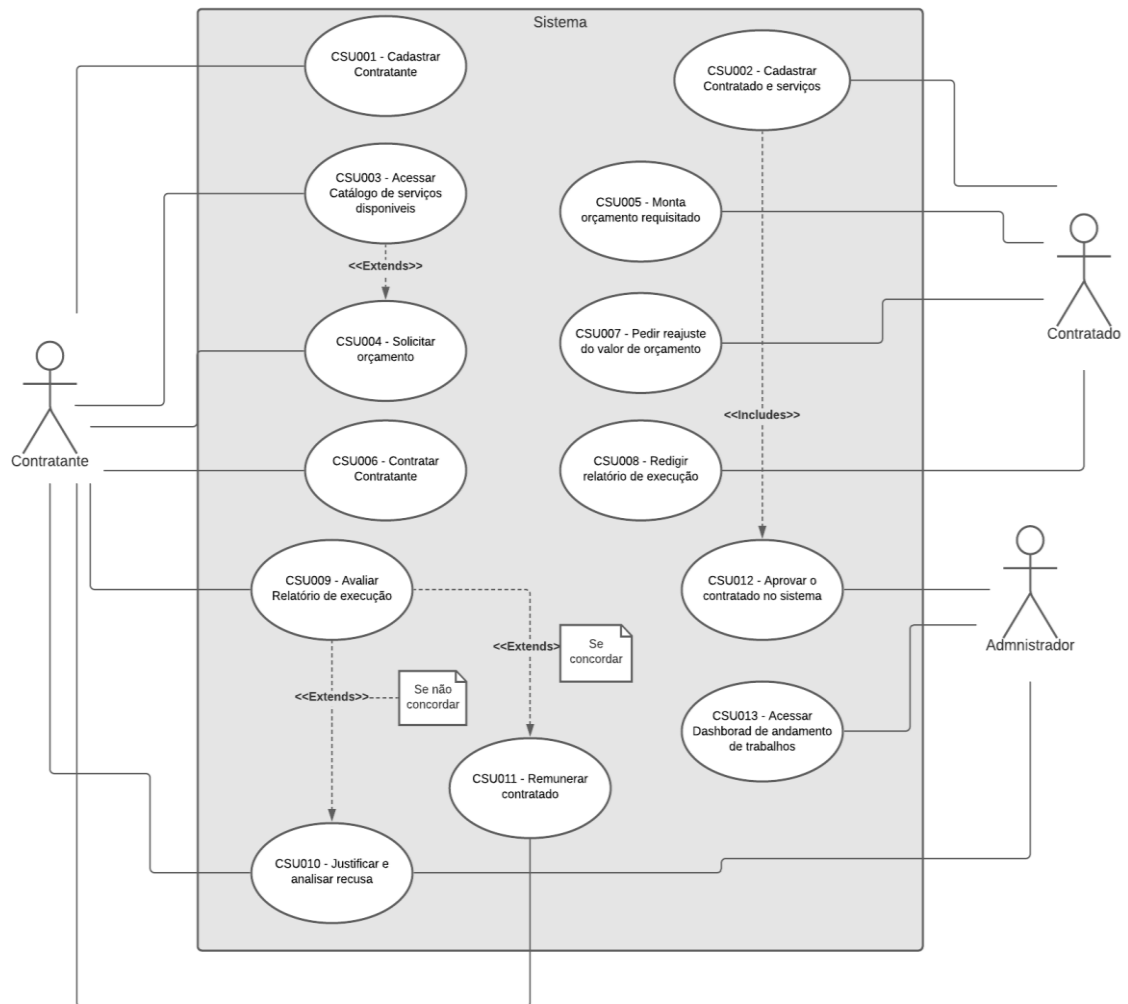 Sistema
CSU001 - Cadastrar
Contratante
CSU002 - Cadastrar
Contratado e serviços
CSU003 - Acessar
Catálogo de serviços
disponiveis
CSU005 - Monta
orçamento requisitado
<<Extends>>
CSU004 - Solicitar
orçamento
CSU007 - Pedir reajuste
do valor de orçamento
Contratado
<<Includes>>
Contratante
CSU006 - Contratar
Contratante
CSU008 - Redigir
relatório de execução
CSU009 - Avaliar
Relatório de execução
CSU012 - Aprovar o
contratado no sistema
Admnistrador
<<Extends>
Se
concordar
<<Extends>>
Se não
concordar
CSU013 - Acessar
Dashborad de andamento
de trabalhos
CSU011 - Remunerar
contratado
CSU010 - Justificar e
analisar recusa